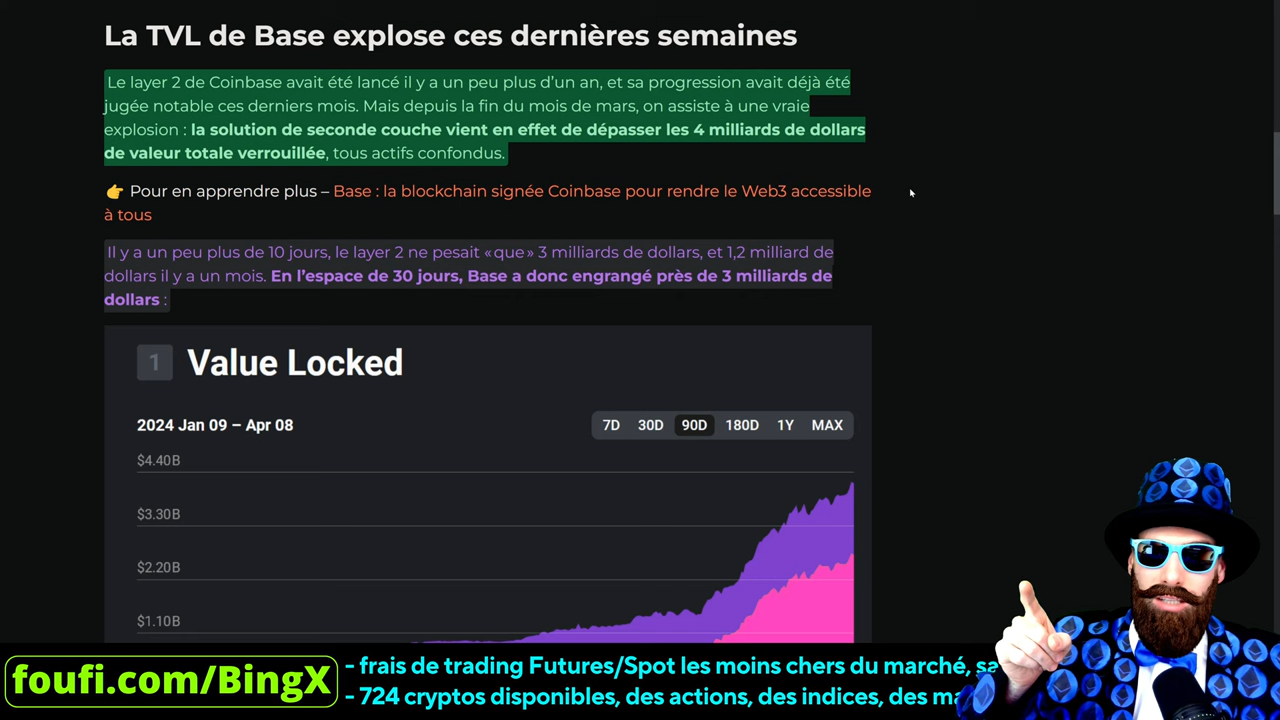 La TVL de Base explose ces dernières semaines
Le layer 2 de Coinbase avait été lancé il y a un peu plus d'un an, et sa progression avait déjà été
jugée notable ces derniers mois. Mais depuis la fin du mois de mars, on assiste à une vraie
explosion : la solution de seconde couche vient en effet de dépasser les 4 milliards de dollars
de valeur totale verrouillée, tous actifs confondus.
👉 Pour en apprendre plus – Base : la blockchain signée Coinbase pour rendre le Web3 accessible
à tous
Il y a un peu plus de 10 jours, le layer 2 ne pesait « que » 3 milliards de dollars, et 1,2 milliard de
dollars il y a un mois. En l'espace de 30 jours, Base a donc engrangé près de 3 milliards de
dollars :
1 Value Locked
2024 Jan 09 – Apr 08 7D 30D 90D 180D 1Y MAX
$4.40B
$3.30B
$2.20B
$1.10B
foufi.com/BingX
- frais de trading Futures/Spot les moins chers du marché,
- 724 cryptos disponibles, des actions, des indices, des